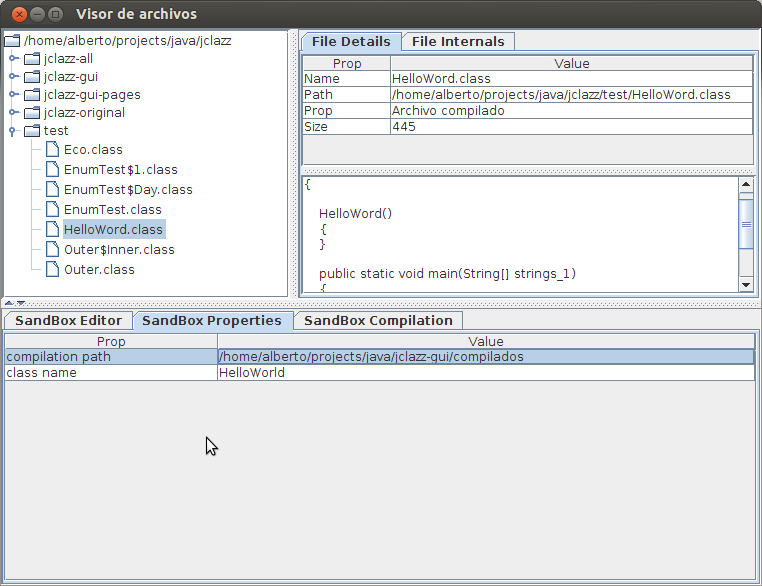 Visor de archivos
/home/alberto/projects/java/jclazz
jclazz-all
jclazz-gui
jclazz-gui-pages
jclazz-original
test
Eco.class
EnumTest$1.class
EnumTest$Day.class
EnumTest.class
HelloWord.class
Outer$Inner.class
Outer.class
File Details File Internals
Prop Value
Name HelloWord.class
Path /home/alberto/projects/java/jclazz/test/HelloWord.class
Prop Archivo compilado
Size 445
{
HelloWord()
{
}
public static void main(String[] strings_1)
{
SandBox Editor SandBox Properties SandBox Compilation
Prop Value
compilation path /home/alberto/projects/java/jclazz-gui/compilados
class name HelloWorld